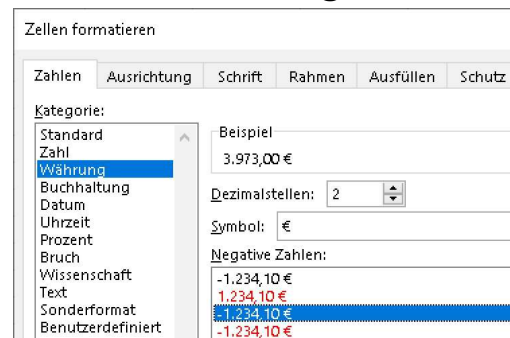 Zellen formatieren
Zahlen Ausrichtung Schrift Rahmen Ausfüllen Schutz
Kategorie:
Standard
Zahl
Währung
Buchhaltung
Datum
Uhrzeit
Prozent
Bruch
Wissenschaft
Text
Sonderformat
Benutzerdefiniert
Beispiel
3.973,00 €
Dezimalstellen: 2
Symbol: €
Negative Zahlen:
-1.234,10 €
1.234,10 €
-1.234,10 €
-1.234,10 €